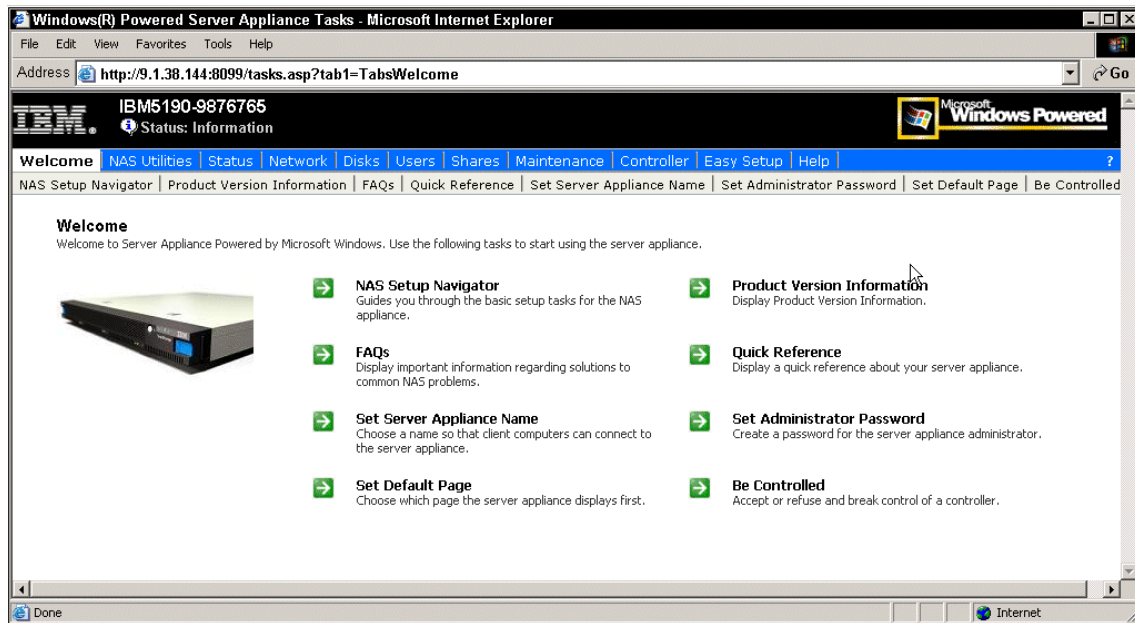 Windows(R) Powered Server Appliance Tasks - Microsoft Internet Explorer
File Edit View Favorites Tools Help
Address http://9.1.38.144:8099/tasks.asp?tab1=TabsWelcome Go
IBM IBM5190-9876765 Microsoft
Status: Information Windows Powered
Welcome | NAS Utilities | Status | Network | Disks | Users | Shares | Maintenance | Controller | Easy Setup | Help | ?
NAS Setup Navigator | Product Version Information | FAQs | Quick Reference | Set Server Appliance Name | Set Administrator Password | Set Default Page | Be Controlled
Welcome
Welcome to Server Appliance Powered by Microsoft Windows. Use the following tasks to start using the server appliance.
NAS Setup Navigator
Guides you through the basic setup tasks for the NAS
appliance.
Product Version Information
Display Product Version Information.
FAQs
Display important information regarding solutions to
common NAS problems.
Quick Reference
Display a quick reference about your server appliance.
Set Server Appliance Name
Choose a name so that client computers can connect to
the server appliance.
Set Administrator Password
Create a password for the server appliance administrator.
Set Default Page
Choose which page the server appliance displays first.
Be Controlled
Accept or refuse and break control of a controller.
Done Internet